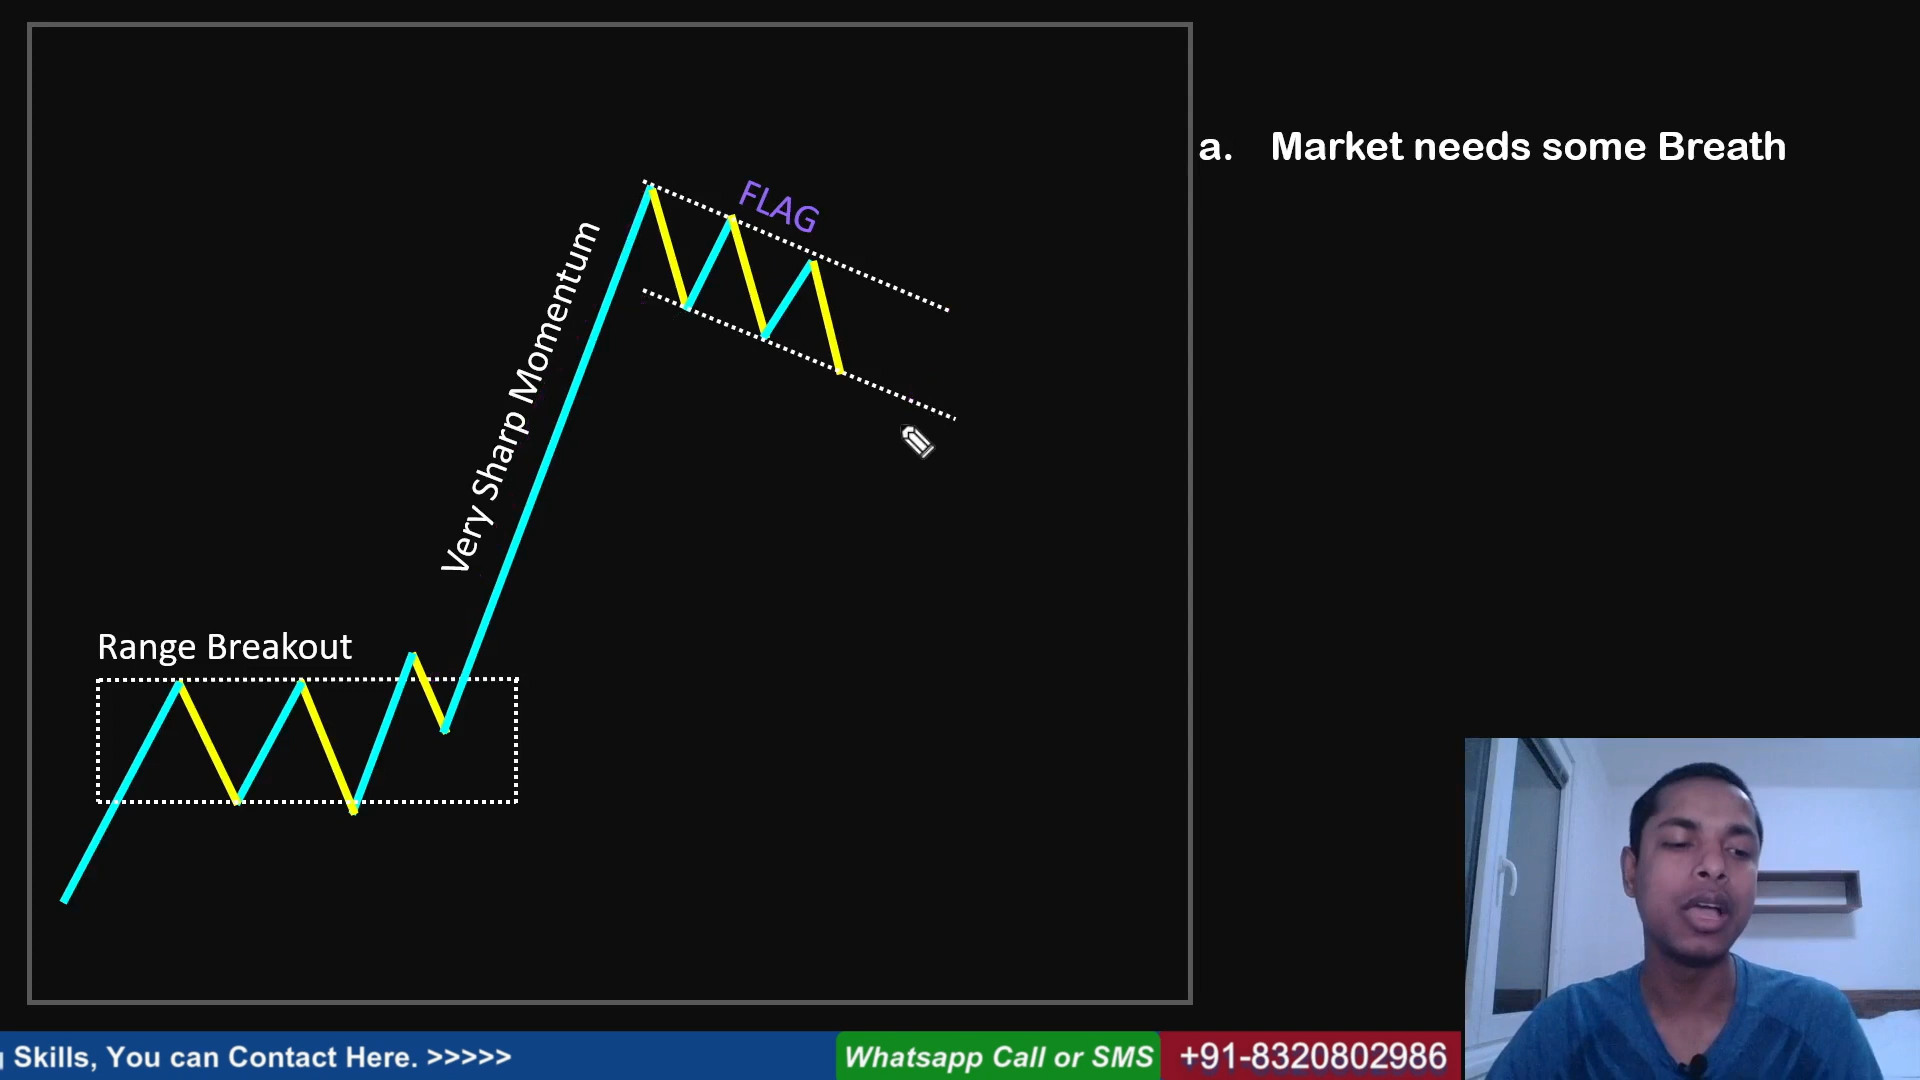 a. Market needs some Breath
FLAG
Very Sharp Momentum
Range Breakout
Skills, You can Contact Here. >>>>>
Whatsapp Call or SMS
+91-8320802986